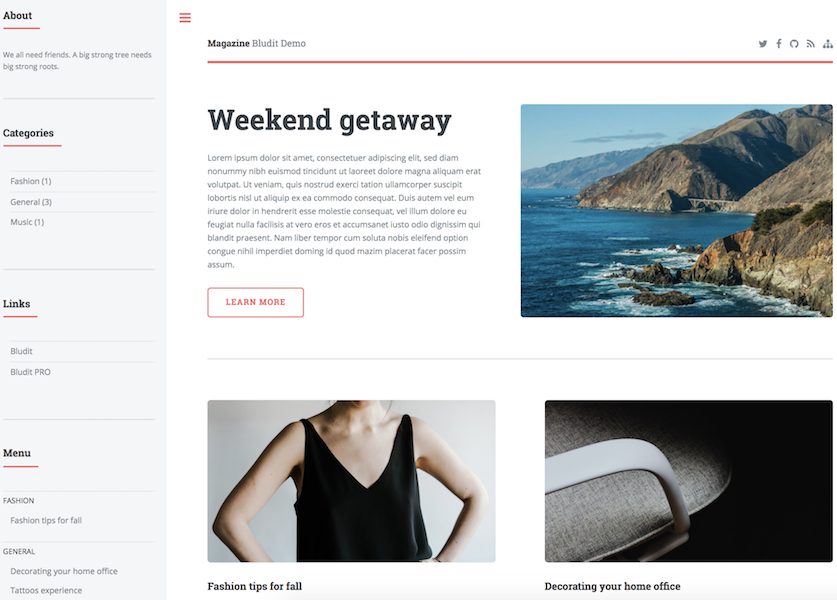 About
We all need friends. A big strong tree needs
big strong roots.
Categories
Fashion (1)
General (3)
Music (1)
Links
Bludit
Bludit PRO
Menu
FASHION
Fashion tips for fall
GENERAL
Decorating your home office
Tattoos experience
Magazine Bludit Demo
Weekend getaway
Lorem ipsum dolor sit amet, consectetuer adipiscing elit, sed diam
nonummy nibh euismod tincidunt ut laoreet dolore magna aliquam erat
volutpat. Ut veniam, quis nostrud exerci tation ullamcorper suscipit
lobortis nisl ut aliquip ex ea commodo consequat. Duis autem vel eum
iriure dolor in hendrerit esse molestie consequat, vel illum dolore eu
feugiat nulla facilisis at vero eros et accumsanet iusto odio dignissim qui
blandit praesent. Nam liber tempor cum soluta nobis eleifend option
congue nihil imperdiet doming id quod mazim placerat facer possim
assum.
LEARN MORE
Fashion tips for fall
Decorating your home office